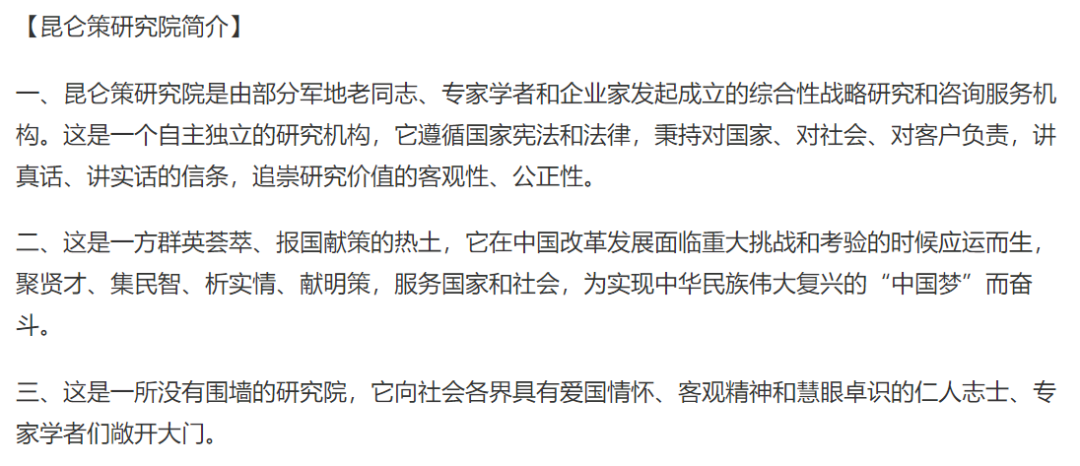 【昆仑策研究院简介】
一、昆仑策研究院是由部分军地老同志、专家学者和企业家发起成立的综合性战略研究和咨询服务机
构。这是一个自主独立的研究机构，它遵循国家宪法和法律，秉持对国家、对社会、对客户负责，讲
真话、讲实话的信条，追崇研究价值的客观性、公正性。
二、这是一方群英荟萃、报国献策的热土，它在中国改革发展面临重大挑战和考验的时候应运而生，
聚贤才、集民智、析实情、献明策，服务国家和社会，为实现中华民族伟大复兴的“中国梦”而奋
斗。
三、这是一所没有围墙的研究院，它向社会各界具有爱国情怀、客观精神和慧眼卓识的仁人志士、专
家学者们敞开大门。